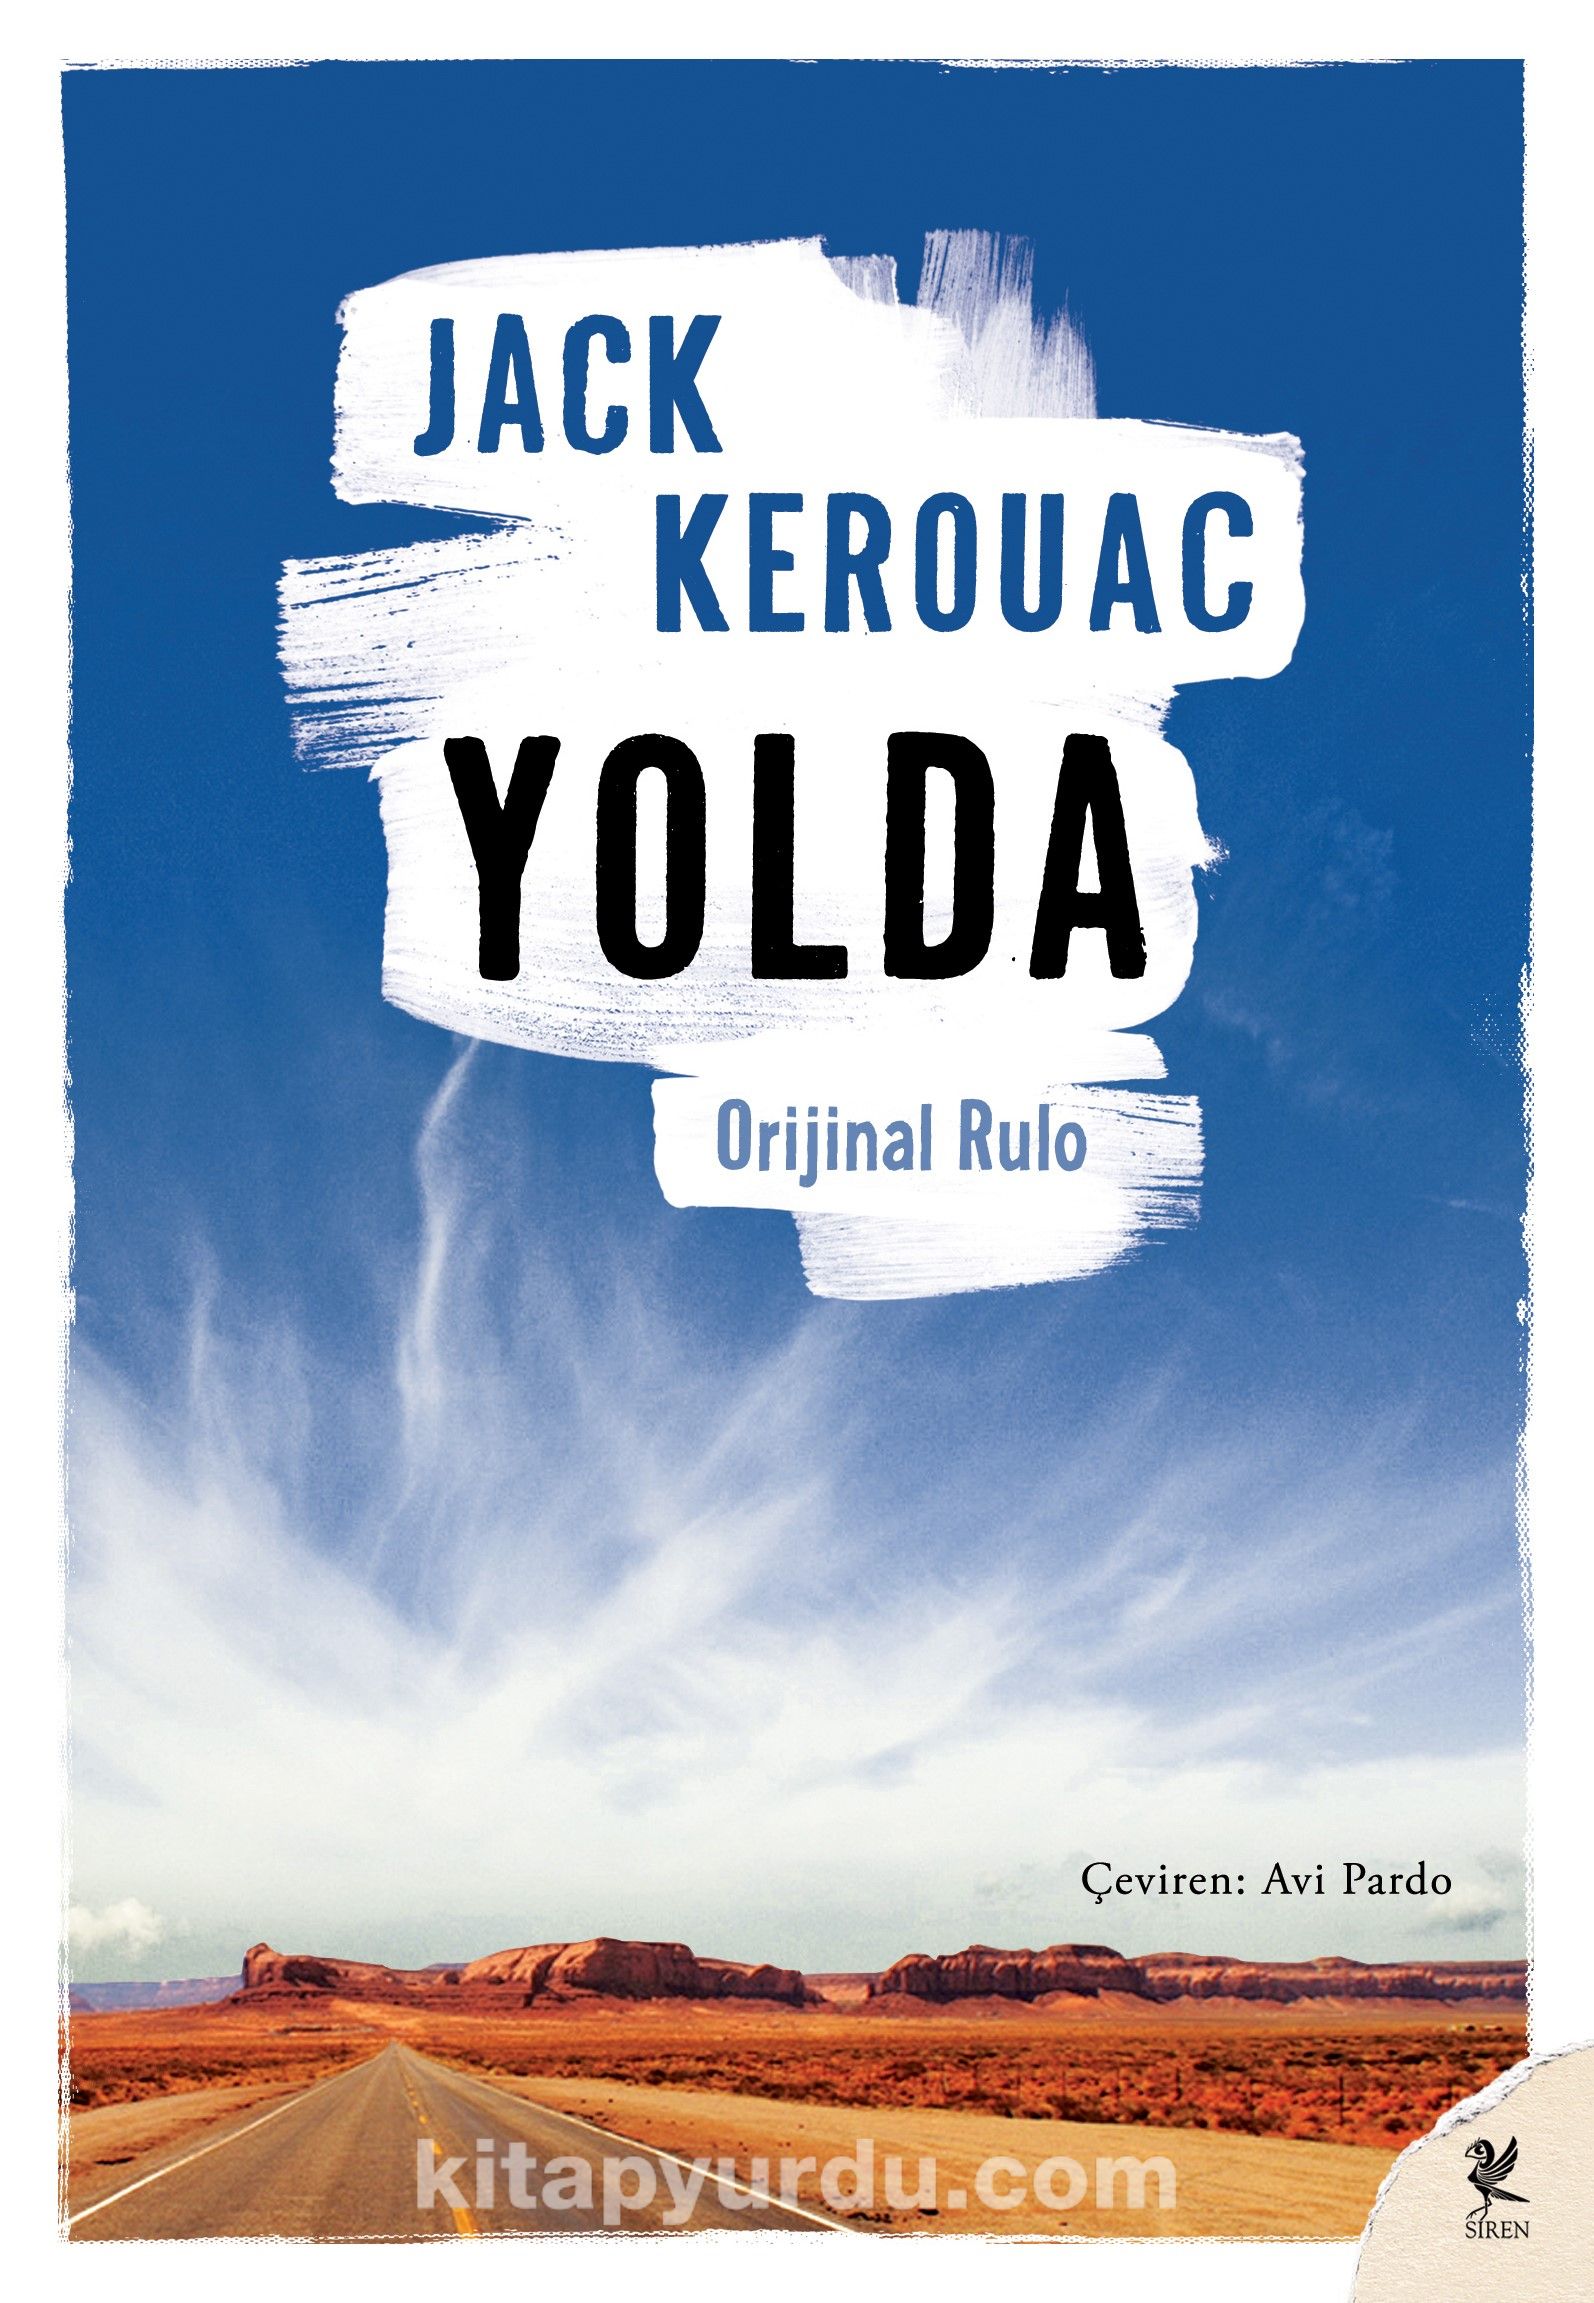 JACK
KEROUAC
YOLDA
Orijinal Rulo
Çeviren: Avi Pardo
kitapyurdu.com
SİREN